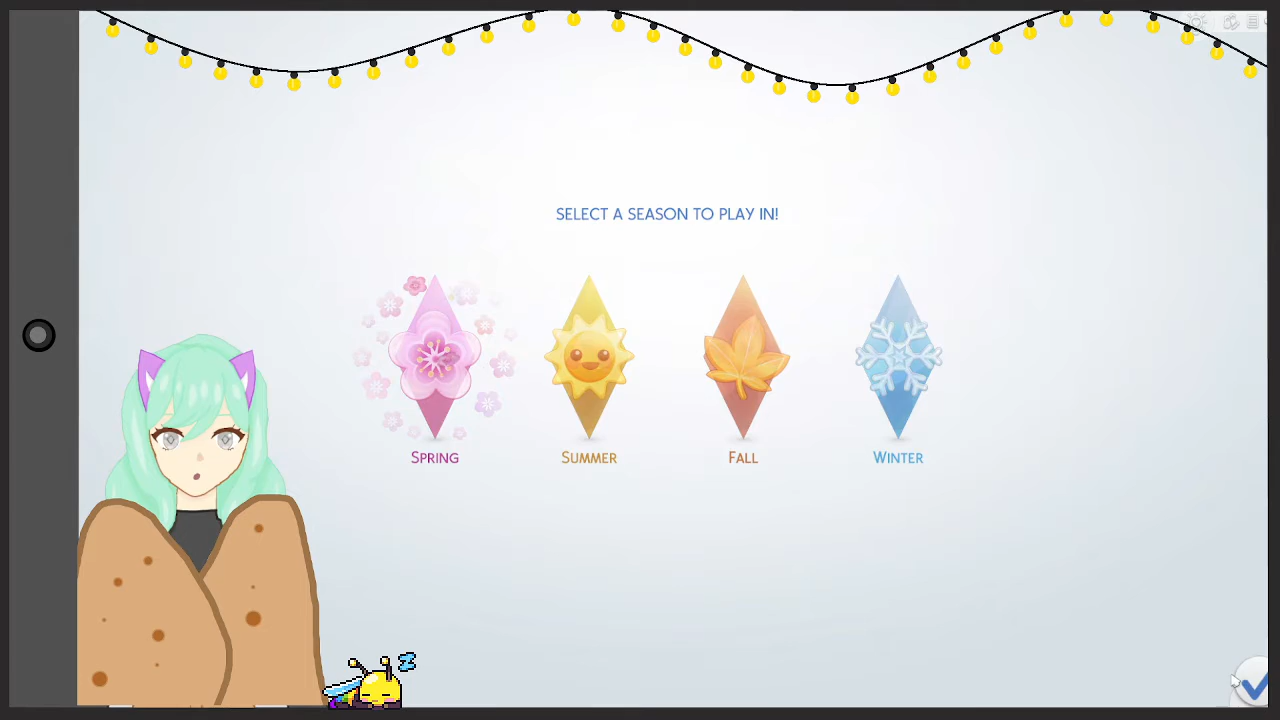 SELECT A SEASON TO PLAY IN!
SPRING
SUMMER
FALL
WINTER
Z